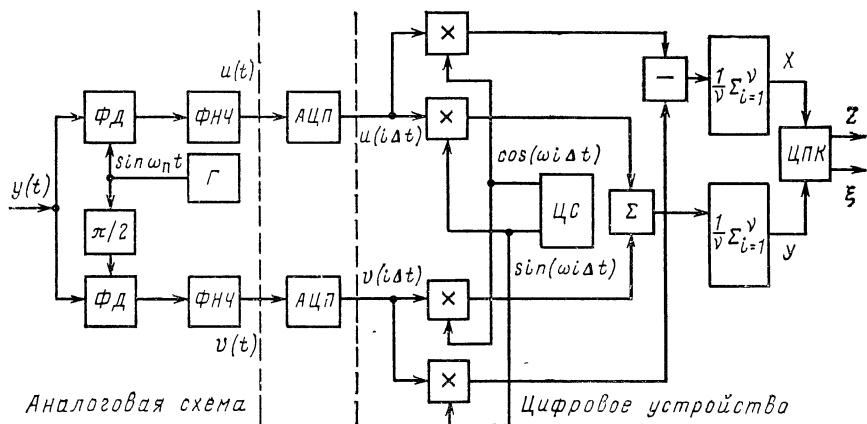 u(t)
ФД
ФНЧ
АЦП
×
×
−
1/ν Σ_{i=1}^{ν}
X
Z
ЦПК
ξ
u(iΔt)
sin ω_п t
Г
y(t)
π/2
cos(ωiΔt)
ЦС
Σ
sin(ωiΔt)
1/ν Σ_{i=1}^{ν}
y
ФД
ФНЧ
АЦП
v(iΔt)
×
v(t)
×
Аналоговая схема
Цифровое устройство